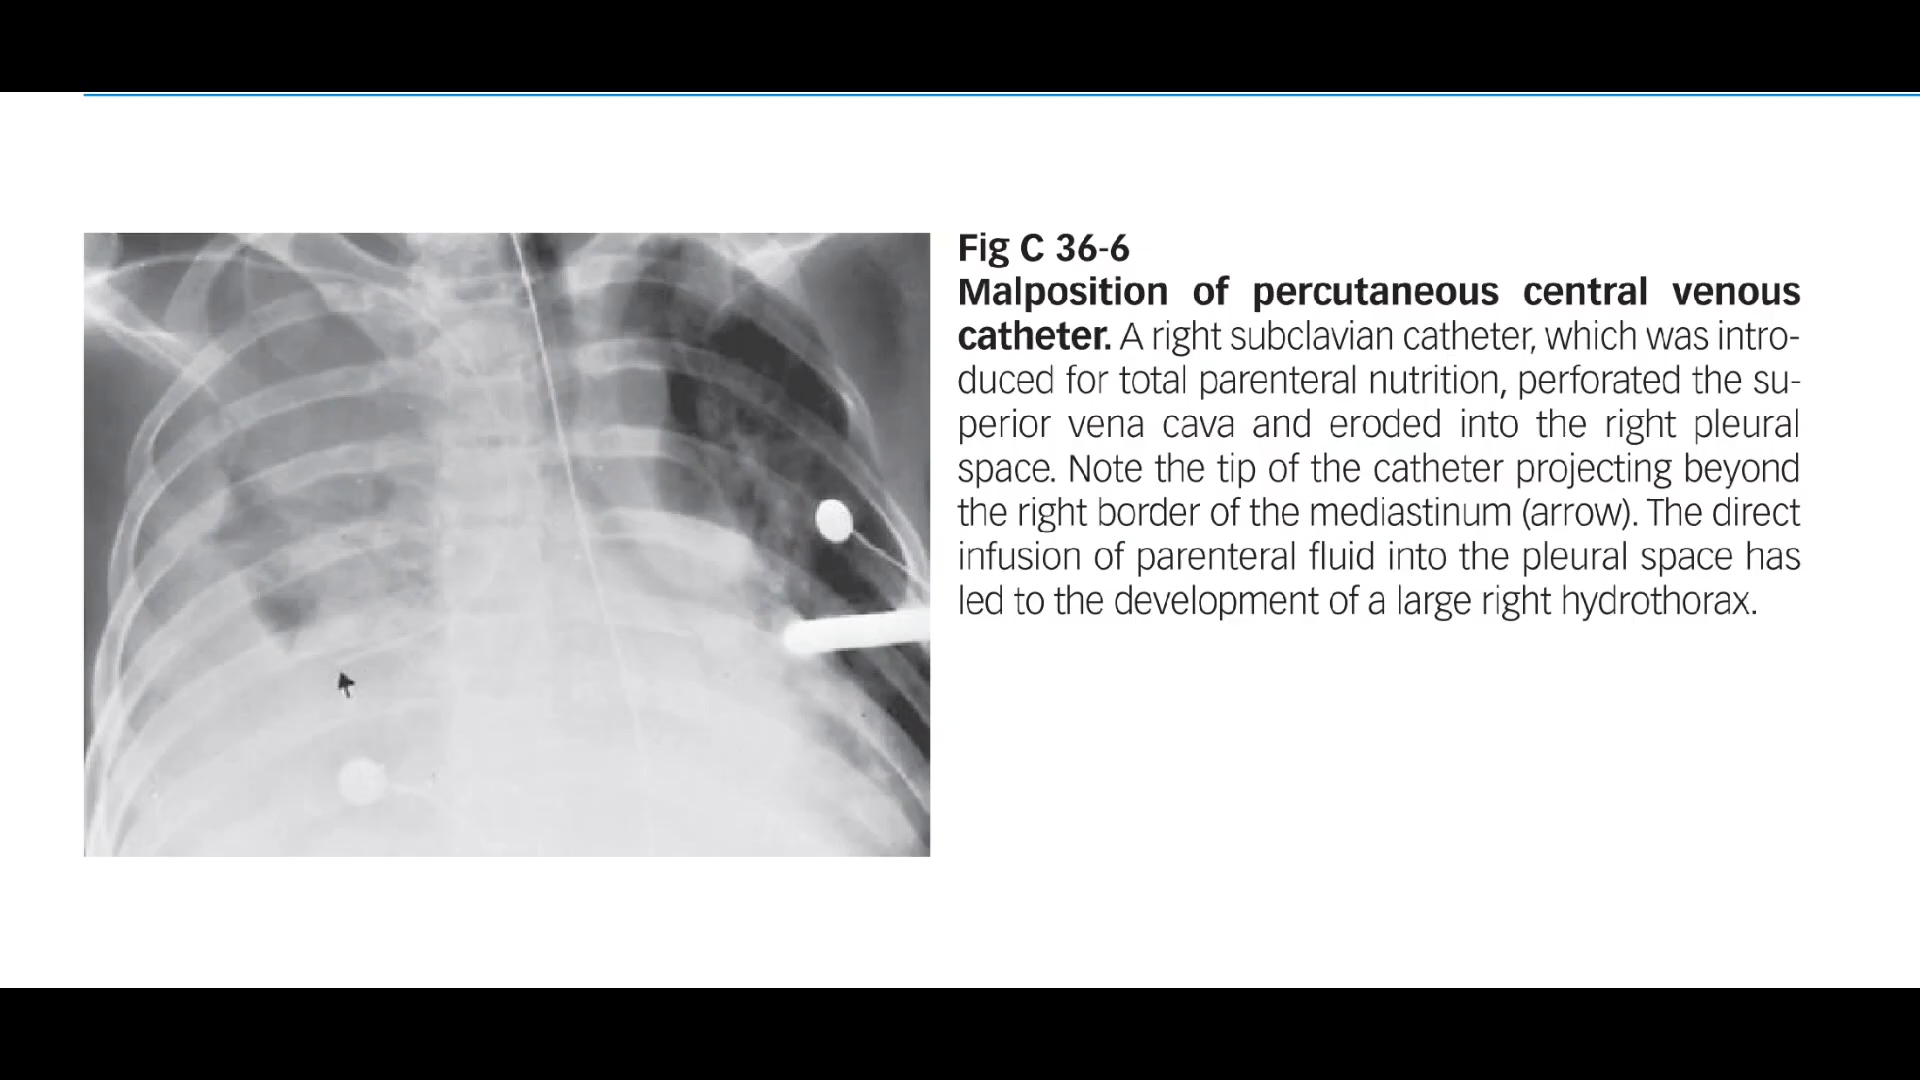 Fig C 36-6
Malposition of percutaneous central venous
catheter. A right subclavian catheter, which was intro-
duced for total parenteral nutrition, perforated the su-
perior vena cava and eroded into the right pleural
space. Note the tip of the catheter projecting beyond
the right border of the mediastinum (arrow). The direct
infusion of parenteral fluid into the pleural space has
led to the development of a large right hydrothorax.